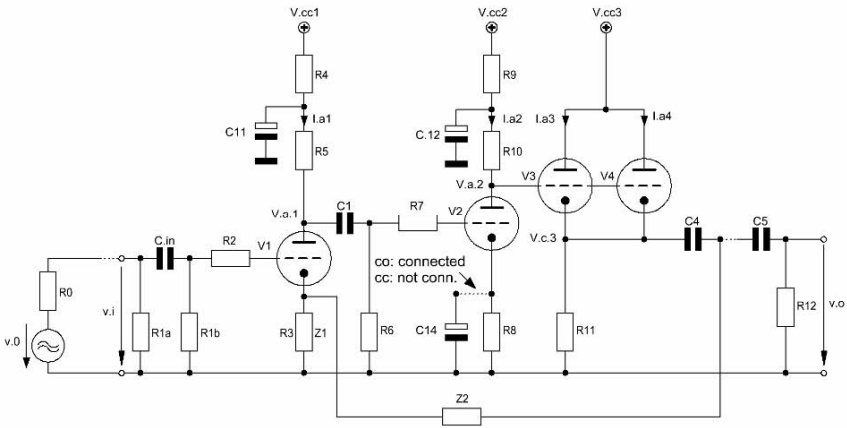 V.cc1
V.cc2
V.cc3
R4
R9
C11
I.a1
C.12
I.a2
I.a3
I.a4
R5
R10
V3
V4
V.a.2
V.a.1
C1
R7
V2
C.in
R2
V1
V.c.3
C4
C5
co: connected
cc: not conn.
R0
v.i
R1a
R1b
R3
Z1
R6
C14
R8
R11
R12
v.o
v.0
Z2